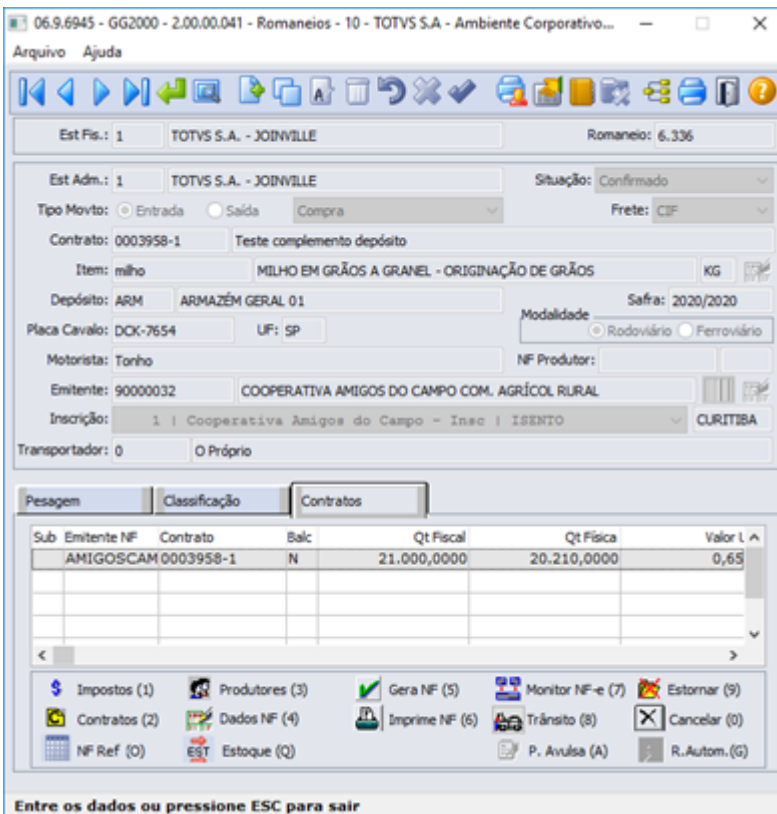 06.9.6945 - GG2000 - 2.00.00.041 - Romaneios - 10 - TOTVS S.A - Ambiente Corporativo...
Arquivo Ajuda
Est Fis.: 1 TOTVS S.A. - JOINVILLE Romaneio: 6.336
Est Adm.: 1 TOTVS S.A. - JOINVILLE Situação: Confirmado
Tipo Movto: Entrada Saída Compra Frete: CIF
Contrato: 0003958-1 Teste complemento depósito
Item: milho MILHO EM GRÃOS A GRANEL - ORIGINAÇÃO DE GRÃOS KG
Depósito: ARM ARMAZÉM GERAL 01 Safra: 2020/2020
Placa Cavalo: DCK-7654 UF: SP Modalidade Rodoviário Ferroviário
Motorista: Tonho NF Produtor:
Emitente: 90000032 COOPERATIVA AMIGOS DO CAMPO COM. AGRÍCOL RURAL
Inscrição: 1 | Cooperativa Amigos do Campo - Insc | ISENTO CURITIBA
Transportador: 0 O Próprio
Pesagem Classificação Contratos
Sub Emitente NF Contrato Balc Qt Fiscal Qt Física Valor L
AMIGOSCAM 0003958-1 N 21.000,0000 20.210,0000 0,65
Impostos (1) Produtores (3) Gera NF (5) Monitor NF-e (7) Estornar (9)
Contratos (2) Dados NF (4) Imprime NF (6) Trânsito (8) Cancelar (0)
NF Ref (O) EST Estoque (Q) P. Avulsa (A) R.Autom.(G)
Entre os dados ou pressione ESC para sair